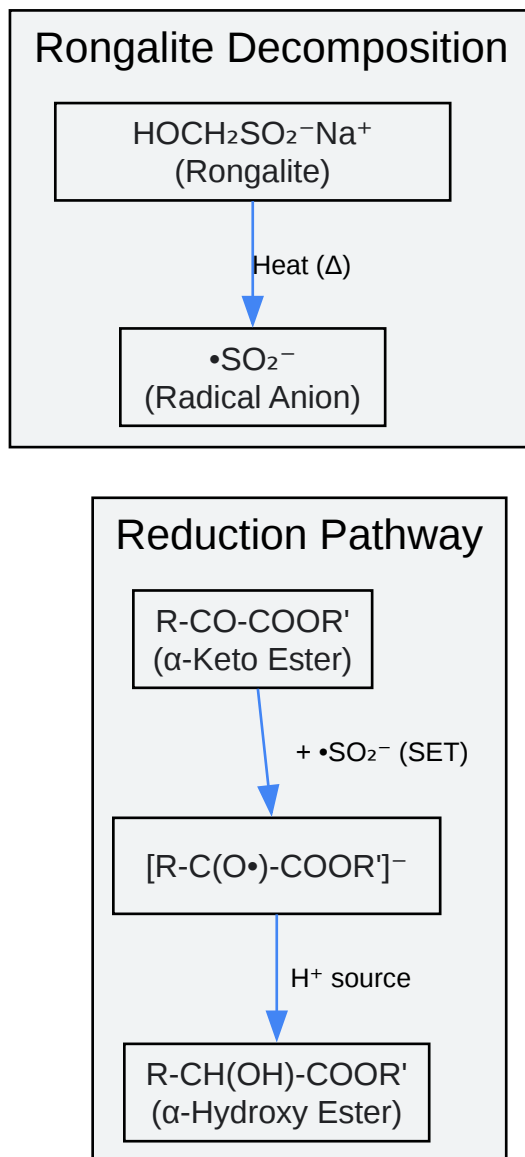 Rongalite Decomposition
HOCH₂SO₂⁻Na⁺
(Rongalite)
Heat (Δ)
•SO₂⁻
(Radical Anion)
Reduction Pathway
R-CO-COOR'
(α-Keto Ester)
+ •SO₂⁻ (SET)
[R-C(O•)-COOR']⁻
H⁺ source
R-CH(OH)-COOR'
(α-Hydroxy Ester)